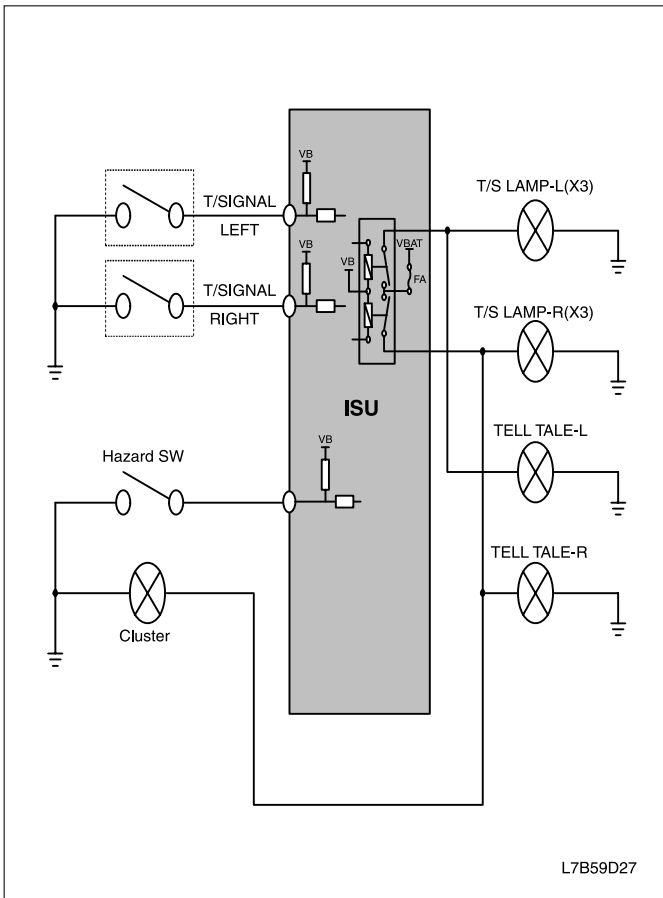 VB
T/SIGNAL
LEFT
T/S LAMP-L(X3)
VBAT
VB
VB
FA
T/SIGNAL
RIGHT
T/S LAMP-R(X3)
ISU
TELL TALE-L
VB
Hazard SW
TELL TALE-R
Cluster
L7B59D27